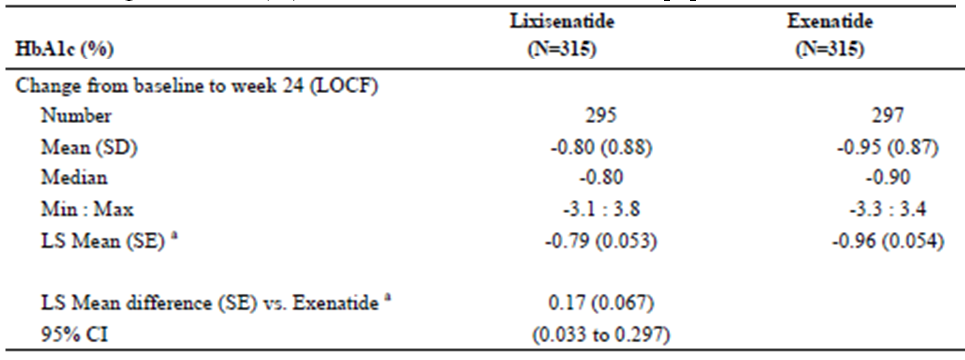 Lixisenatide Exenatide
HbA1c (%) (N=315) (N=315)
Change from baseline to week 24 (LOCF)
Number 295 297
Mean (SD) -0.80 (0.88) -0.95 (0.87)
Median -0.80 -0.90
Min : Max -3.1 : 3.8 -3.3 : 3.4
LS Mean (SE) a -0.79 (0.053) -0.96 (0.054)
LS Mean difference (SE) vs. Exenatide a 0.17 (0.067)
95% CI (0.033 to 0.297)